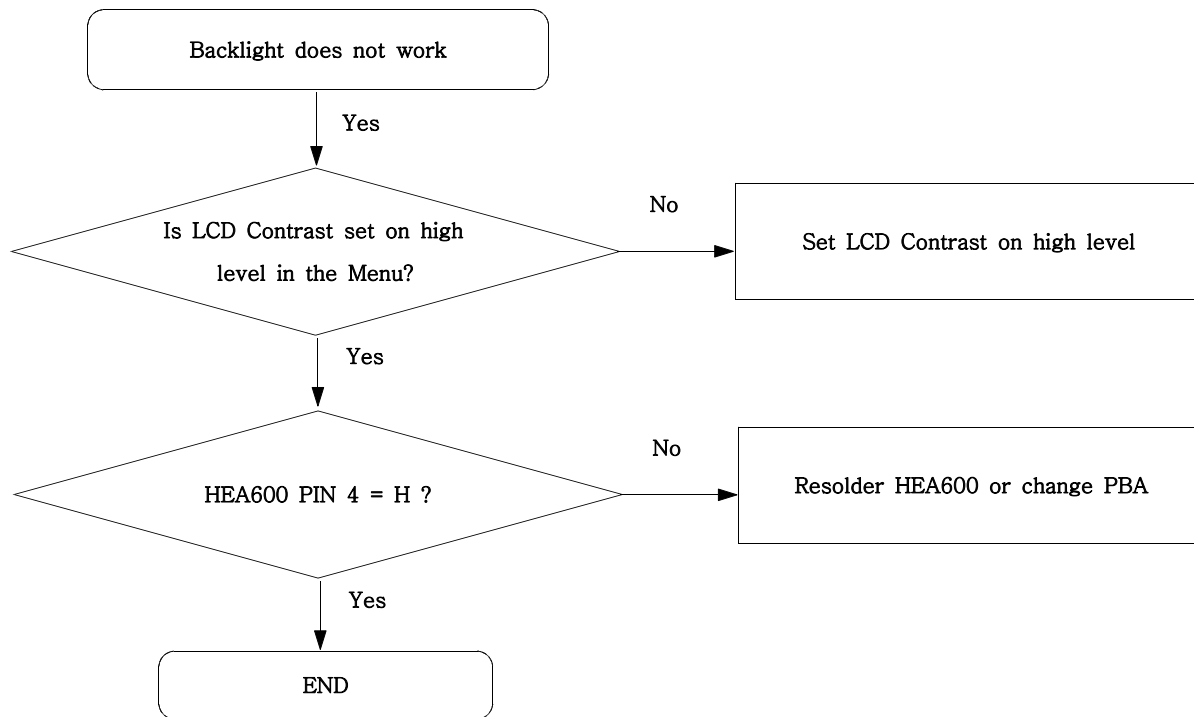 Backlight does not work
Yes
Is LCD Contrast set on high
level in the Menu?
No
Set LCD Contrast on high level
Yes
HEA600 PIN 4 = H ?
No
Resolder HEA600 or change PBA
Yes
END